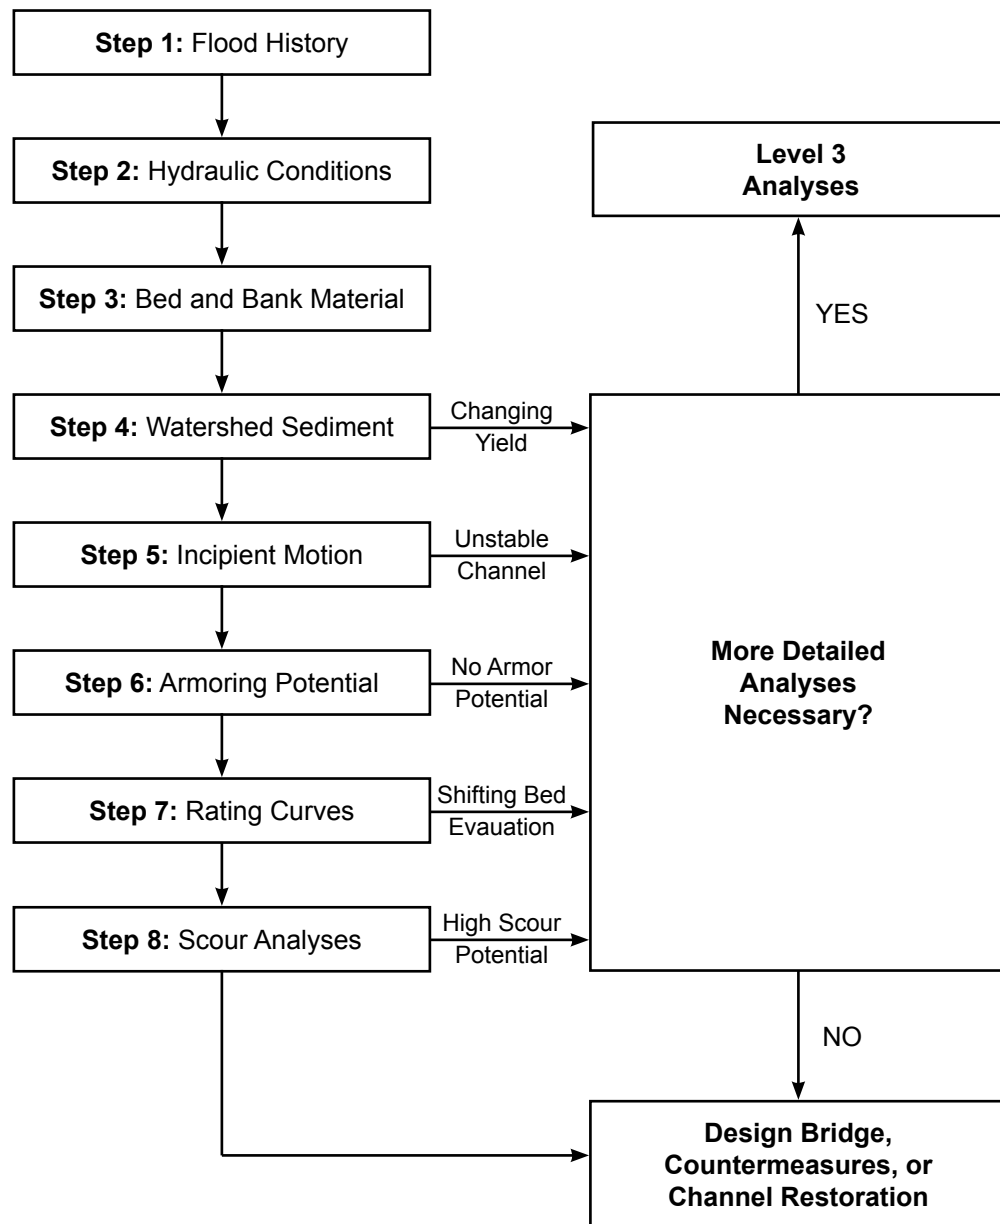 Step 1: Flood History
Step 2: Hydraulic Conditions
Level 3
Analyses
Step 3: Bed and Bank Material
YES
Step 4: Watershed Sediment
Changing
Yield
Step 5: Incipient Motion
Unstable
Channel
Step 6: Armoring Potential
No Armor
Potential
More Detailed
Analyses
Necessary?
Step 7: Rating Curves
Shifting Bed
Evauation
Step 8: Scour Analyses
High Scour
Potential
NO
Design Bridge,
Countermeasures, or
Channel Restoration